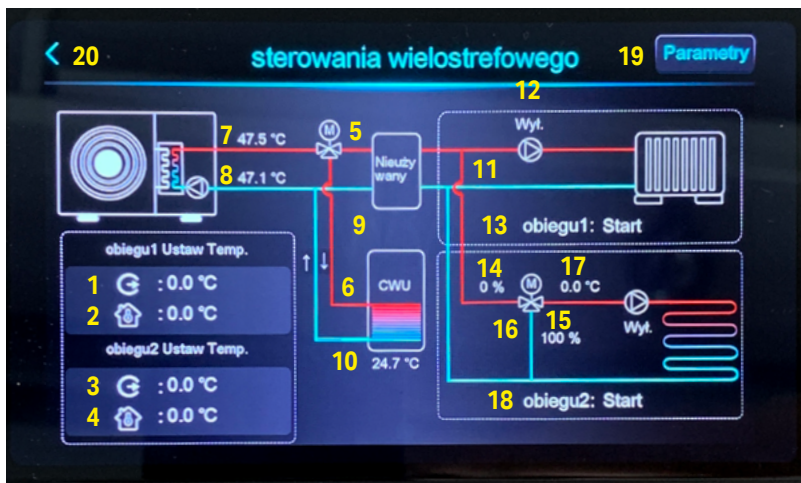 20
sterowania wielostrefowego
19
Parametry
12
Wył.
7
47.5 °C
M
5
Nieuży
wany
11
8
47.1 °C
9
13
obiegu1: Start
obiegu1 Ustaw Temp.
1
: 0.0 °C
2
: 0.0 °C
obiegu2 Ustaw Temp.
3
: 0.0 °C
4
: 0.0 °C
↑ ↓
6
CWU
10
24.7 °C
14
0 %
M
17
0.0 °C
16
15
100 %
Wył.
18
obiegu2: Start